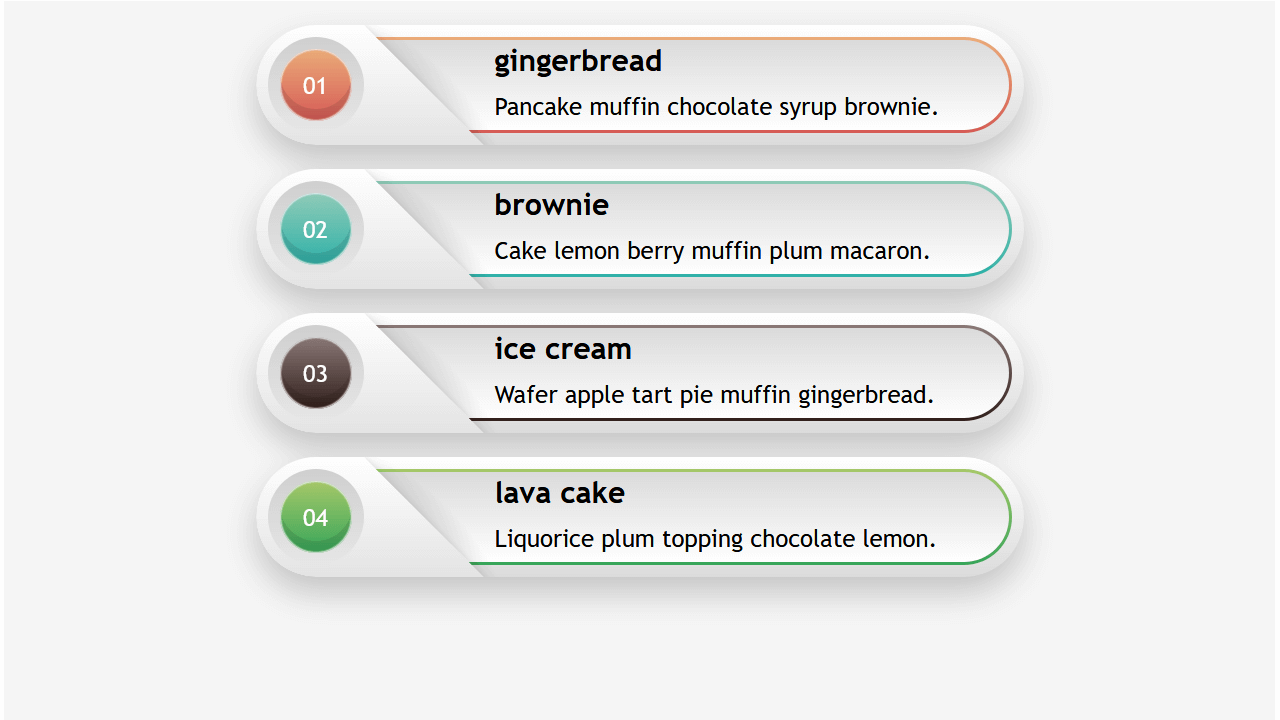 01
gingerbread
Pancake muffin chocolate syrup brownie.
02
brownie
Cake lemon berry muffin plum macaron.
03
ice cream
Wafer apple tart pie muffin gingerbread.
04
lava cake
Liquorice plum topping chocolate lemon.